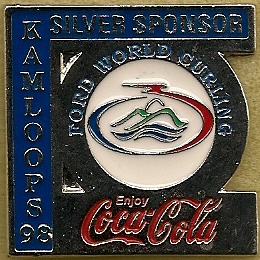 SILVER SPONSOR
KAMLOOPS 98
FORD WORLD CURLING
Enjoy
Coca-Cola